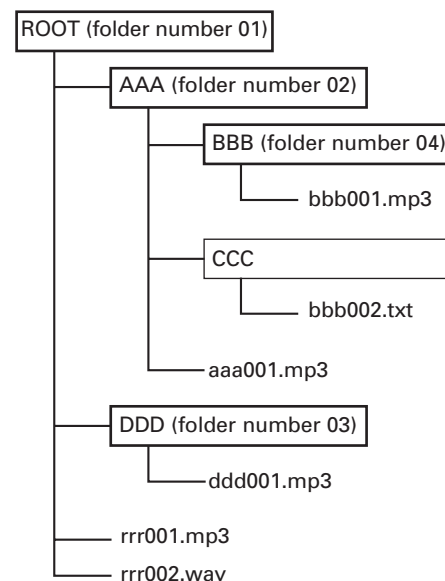 ROOT (folder number 01)
AAA (folder number 02)
BBB (folder number 04)
bbb001.mp3
CCC
bbb002.txt
aaa001.mp3
DDD (folder number 03)
ddd001.mp3
rrr001.mp3
rrr002.wav